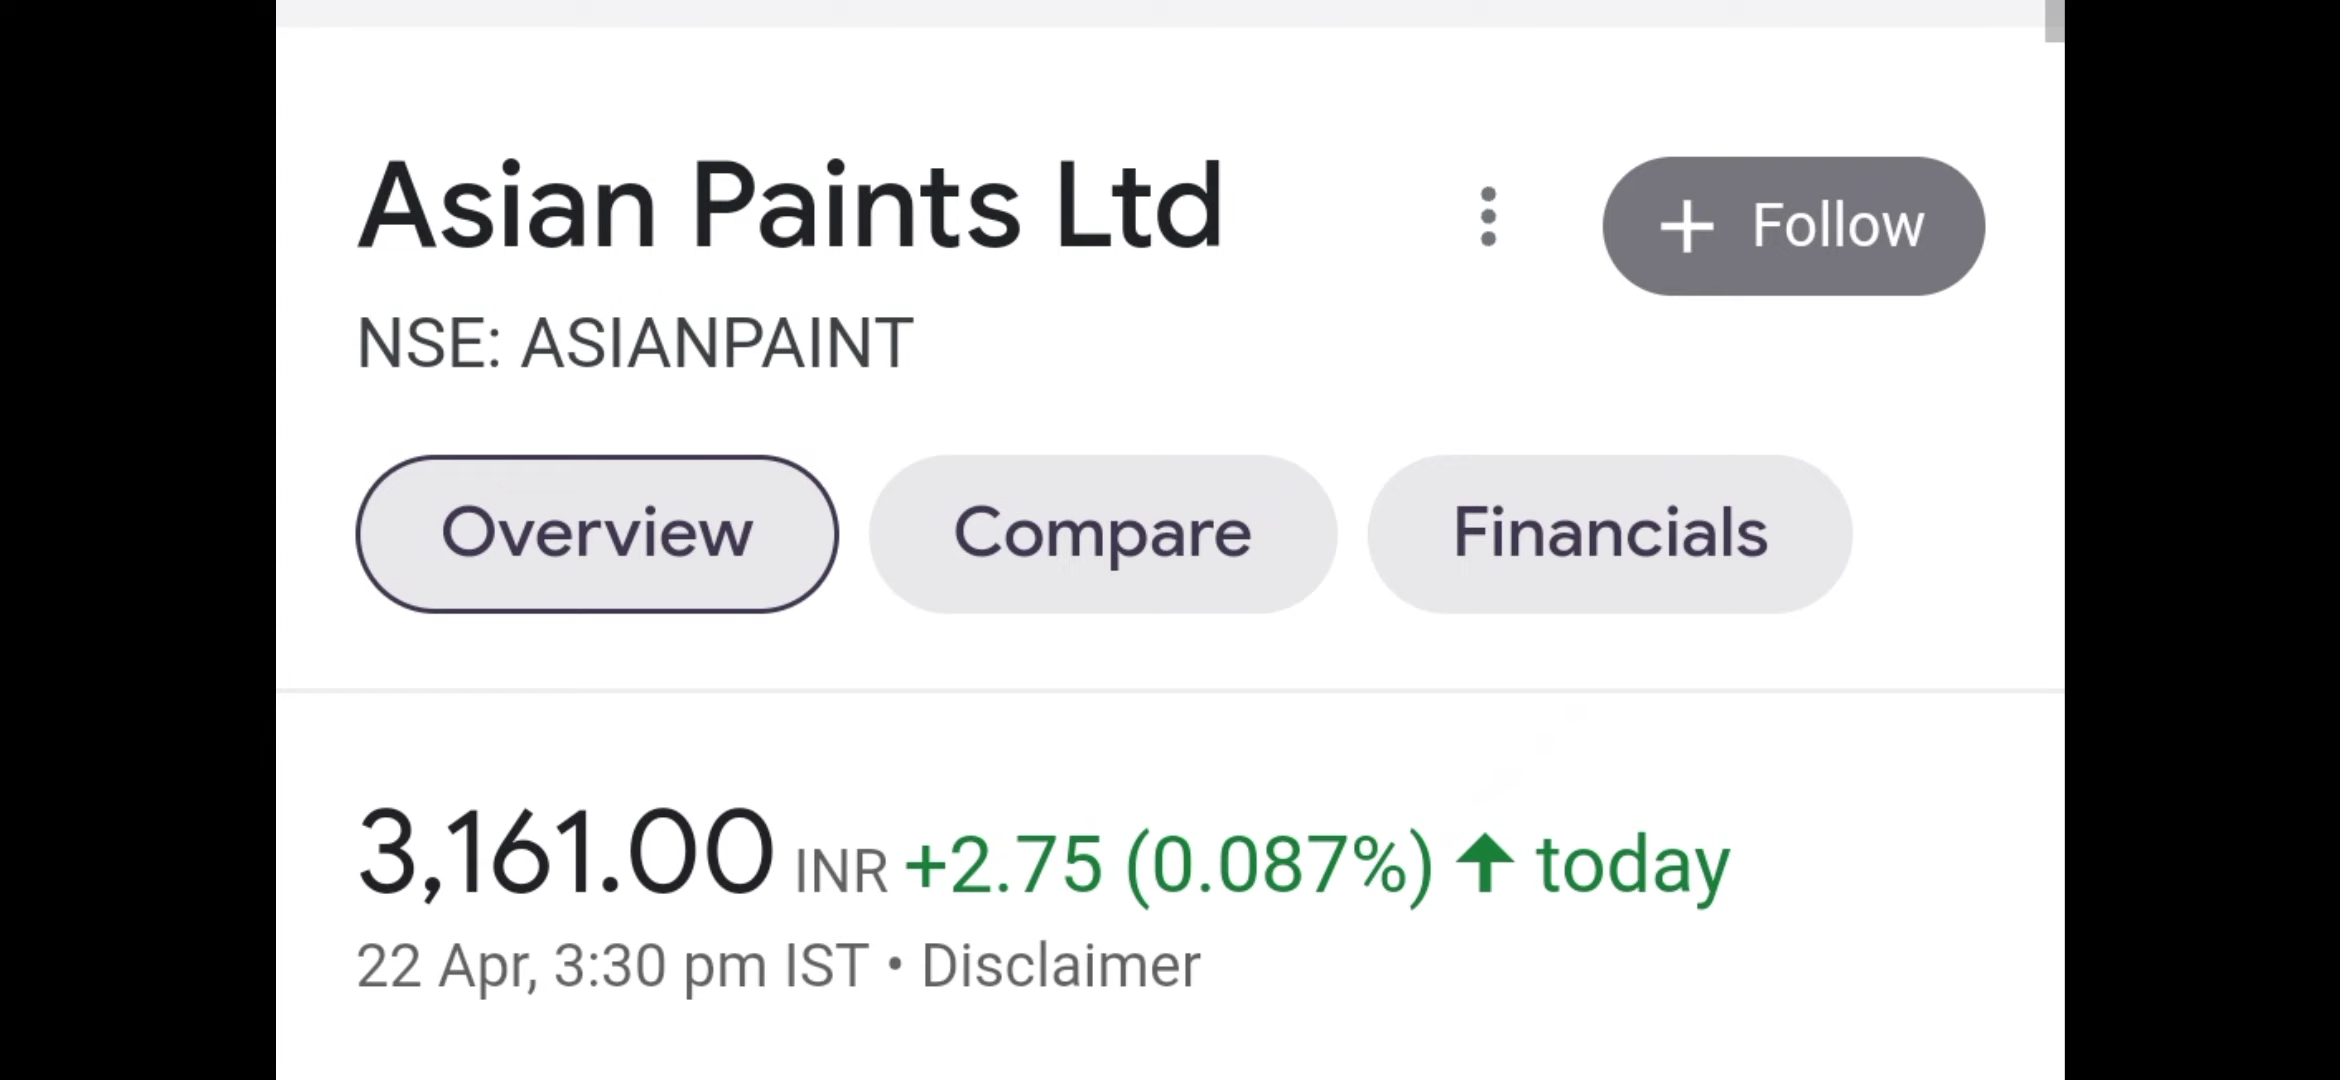 Asian Paints Ltd
+ Follow
NSE: ASIANPAINT
Overview
Compare
Financials
3,161.00 INR +2.75 (0.087%) ↑ today
22 Apr, 3:30 pm IST • Disclaimer